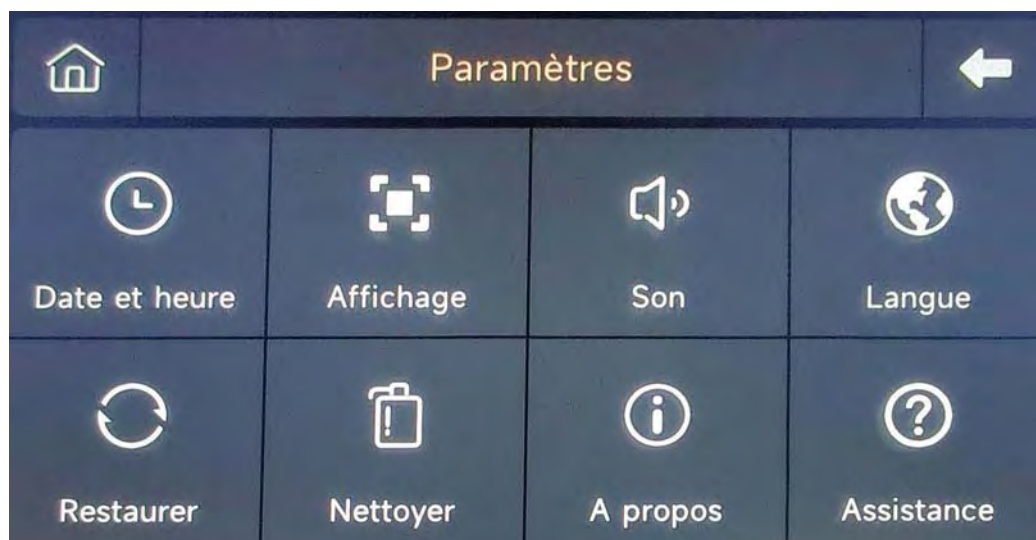 Paramètres
Date et heure
Affichage
Son
Langue
Restaurer
Nettoyer
A propos
Assistance